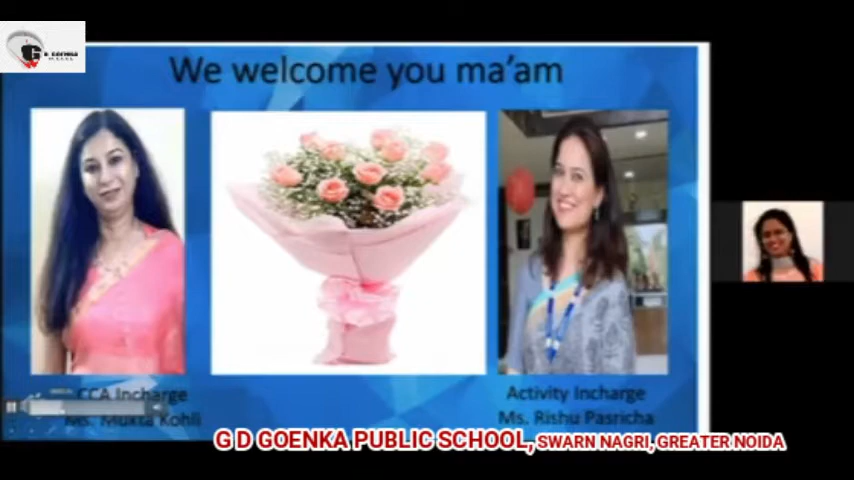 G D GOENKA
We welcome you ma'am
CCA Incharge
Ms. Mukta Kohli
Activity Incharge
Ms. Rishu Pasricha
G D GOENKA PUBLIC SCHOOL, SWARN NAGRI, GREATER NOIDA